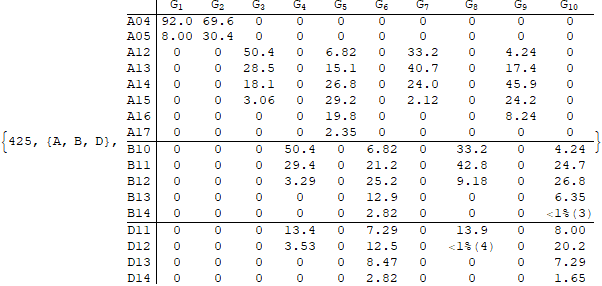 G1 G2 G3 G4 G5 G6 G7 G8 G9 G10
A04 92.0 69.6 0 0 0 0 0 0 0 0
A05 8.00 30.4 0 0 0 0 0 0 0 0
A12 0 0 50.4 0 6.82 0 33.2 0 4.24 0
A13 0 0 28.5 0 15.1 0 40.7 0 17.4 0
A14 0 0 18.1 0 26.8 0 24.0 0 45.9 0
A15 0 0 3.06 0 29.2 0 2.12 0 24.2 0
A16 0 0 0 0 19.8 0 0 0 8.24 0
A17 0 0 0 0 2.35 0 0 0 0 0
{425, {A, B, D}, }
B10 0 0 0 50.4 0 6.82 0 33.2 0 4.24
B11 0 0 0 29.4 0 21.2 0 42.8 0 24.7
B12 0 0 0 3.29 0 25.2 0 9.18 0 26.8
B13 0 0 0 0 0 12.9 0 0 0 6.35
B14 0 0 0 0 0 2.82 0 0 0 <1%(3)
D11 0 0 0 13.4 0 7.29 0 13.9 0 8.00
D12 0 0 0 3.53 0 12.5 0 <1%(4) 0 20.2
D13 0 0 0 0 0 8.47 0 0 0 7.29
D14 0 0 0 0 0 2.82 0 0 0 1.65